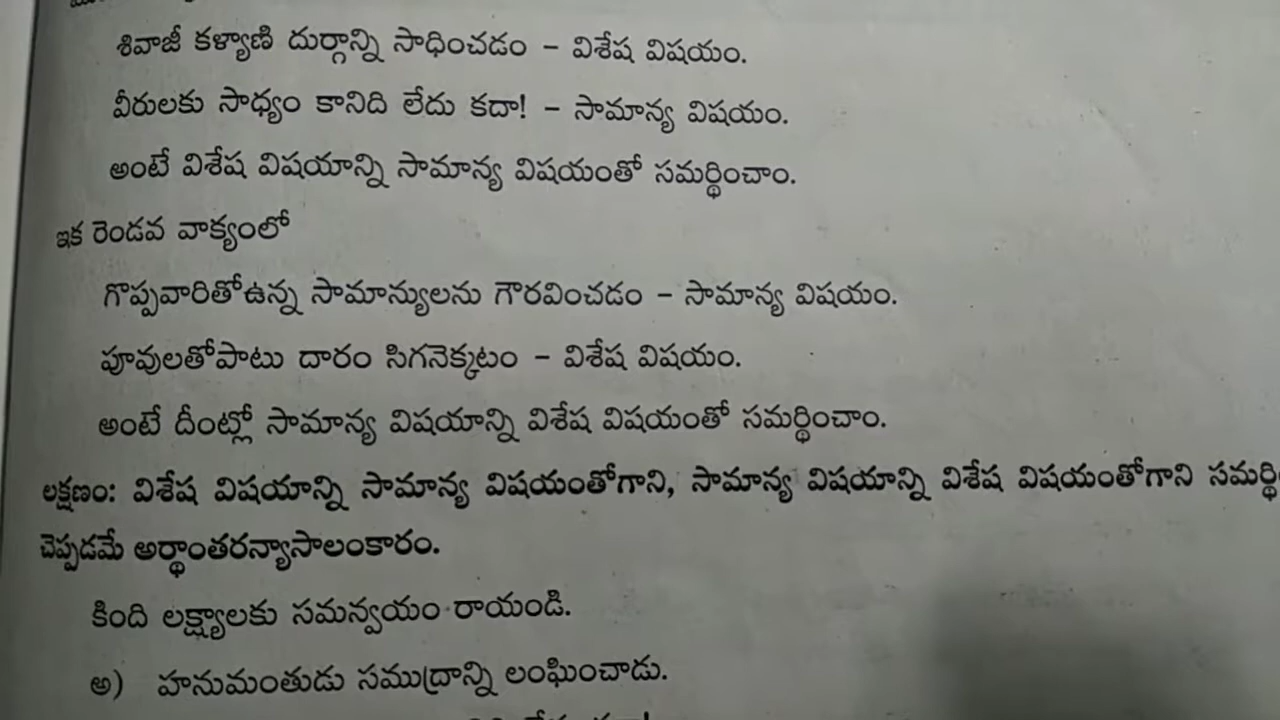 శివాజీ కళ్యాణి దుర్గాన్ని సాధించడం – విశేష విషయం.
వీరులకు సాధ్యం కానిది లేదు కదా! – సామాన్య విషయం.
అంటే విశేష విషయాన్ని సామాన్య విషయంతో సమర్థించాం.
ఇక రెండవ వాక్యంలో
గొప్పవారితోఉన్న సామాన్యులను గౌరవించడం – సామాన్య విషయం.
పూవులతోపాటు దారం సిగనెక్కటం – విశేష విషయం.
అంటే దీంట్లో సామాన్య విషయాన్ని విశేష విషయంతో సమర్థించాం.
లక్షణం: విశేష విషయాన్ని సామాన్య విషయంతోగాని, సామాన్య విషయాన్ని విశేష విషయంతోగాని
చెప్పడమే అర్థాంతరన్యాసాలంకారం.
కింది లక్ష్యాలకు సమన్వయం రాయండి.
అ) హనుమంతుడు సముద్రాన్ని లంఘించాడు.